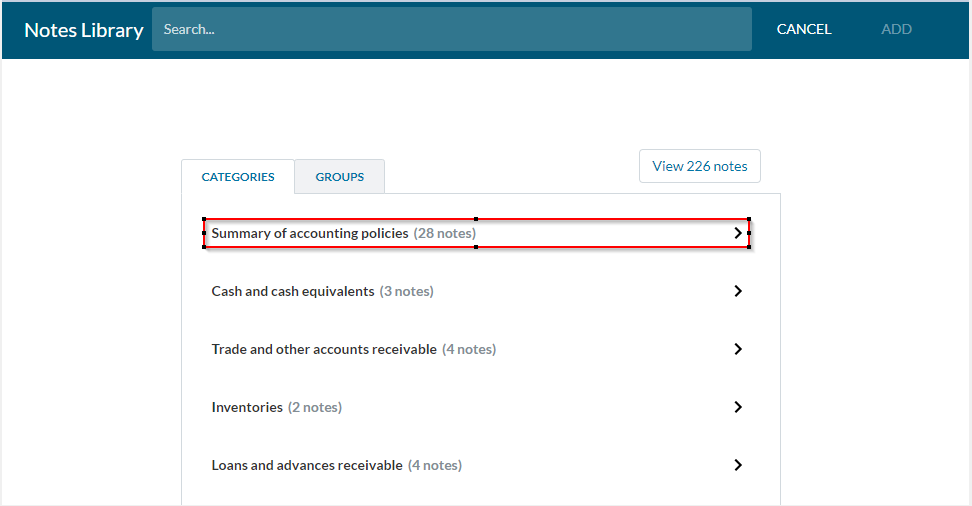 Notes Library Search... CANCEL ADD
View 226 notes
CATEGORIES GROUPS
Summary of accounting policies (28 notes)
Cash and cash equivalents (3 notes)
Trade and other accounts receivable (4 notes)
Inventories (2 notes)
Loans and advances receivable (4 notes)